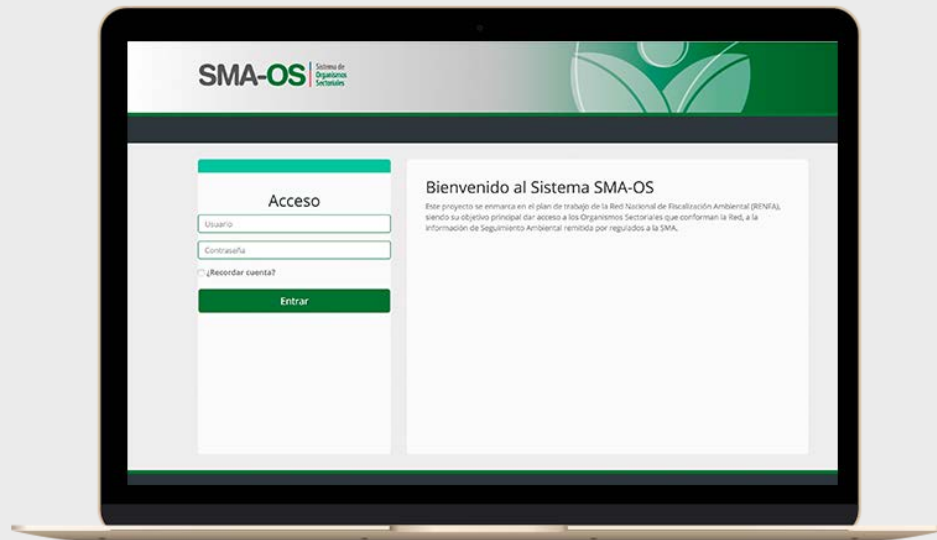 SMA-OS
Sistema de
Organismos
Sectoriales
Acceso
Usuario
Contraseña
¿Recordar cuenta?
Entrar
Bienvenido al Sistema SMA-OS
Este proyecto se enmarca en el plan de trabajo de la Red Nacional de Fiscalización Ambiental (RENFA),
siendo su objetivo principal dar acceso a los Organismos Sectoriales que conforman la Red, a la
información de Seguimiento Ambiental remitida por regulados a la SMA.